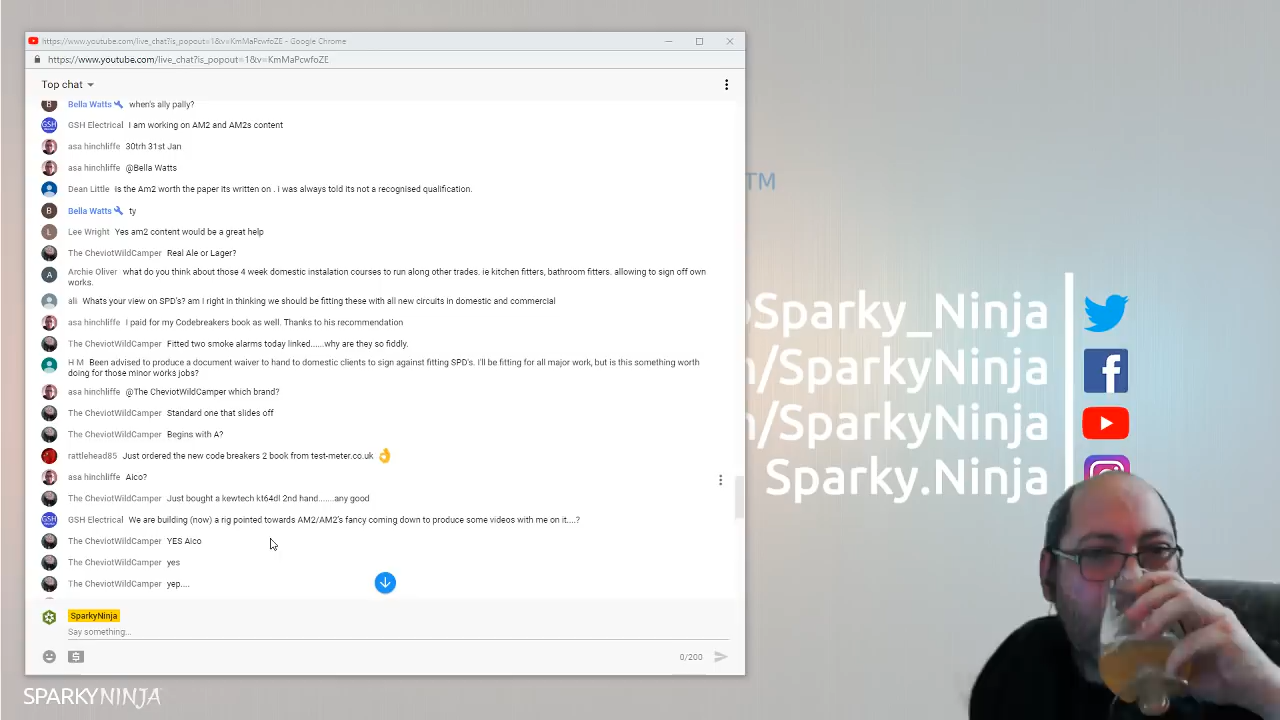 https://www.youtube.com/live_chat?is_popout=1&v=KmMaPcwfoZE - Google Chrome
https://www.youtube.com/live_chat?is_popout=1&v=KmMaPcwfoZE
Top chat
B Bella Watts when's ally pally?
GSH GSH Electrical I am working on AM2 and AM2s content
asa hinchliffe 30trh 31st Jan
asa hinchliffe @Bella Watts
Dean Little is the Am2 worth the paper its written on . i was always told its not a recognised qualification.
B Bella Watts ty
L Lee Wright Yes am2 content would be a great help
The CheviotWildCamper Real Ale or Lager?
A Archie Oliver what do you think about those 4 week domestic instalation courses to run along other trades. ie kitchen fitters, bathroom fitters. allowing to sign off own
works.
ali Whats your view on SPD's? am I right in thinking we should be fitting these with all new circuits in domestic and commercial
asa hinchliffe I paid for my Codebreakers book as well. Thanks to his recommendation
The CheviotWildCamper Fitted two smoke alarms today linked......why are they so fiddly.
H M Been advised to produce a document waiver to hand to domestic clients to sign against fitting SPD's. I'll be fitting for all major work, but is this something worth
doing for those minor works jobs?
asa hinchliffe @The CheviotWildCamper which brand?
The CheviotWildCamper Standard one that slides off
The CheviotWildCamper Begins with A?
rattlehead85 Just ordered the new code breakers 2 book from test-meter.co.uk 👌
asa hinchliffe Aico?
The CheviotWildCamper Just bought a kewtech kt64dl 2nd hand.......any good
GSH GSH Electrical We are building (now) a rig pointed towards AM2/AM2's fancy coming down to produce some videos with me on it....?
The CheviotWildCamper YES Aico
The CheviotWildCamper yes
The CheviotWildCamper yep....
SparkyNinja
Say something...
0/200
TM
@Sparky_Ninja
m/SparkyNinja
m/SparkyNinja
Sparky.Ninja
SPARKYNINJA